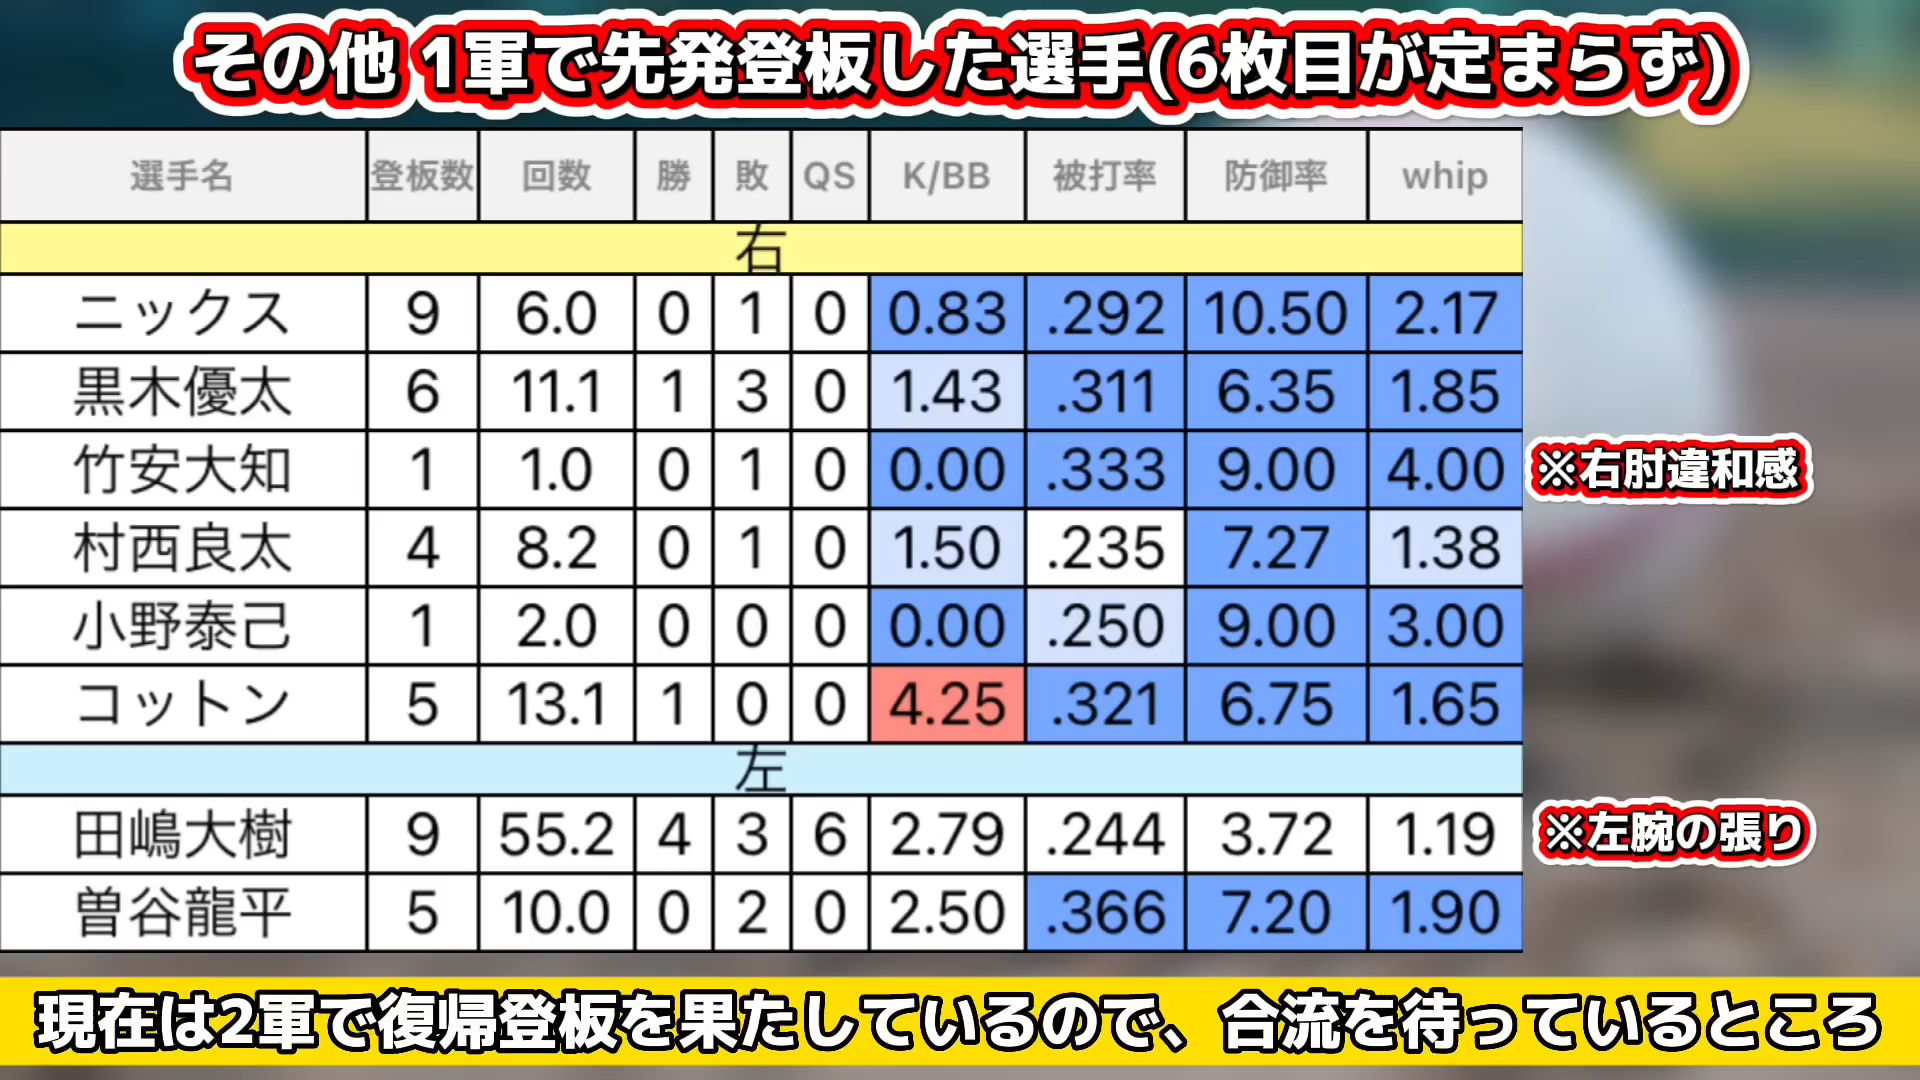 その他 1軍で先発登板した選手(6枚目が定まらず)
選手名 登板数 回数 勝 敗 QS K/BB 被打率 防御率 whip
右
ニックス 9 6.0 0 1 0 0.83 .292 10.50 2.17
黒木優太 6 11.1 1 3 0 1.43 .311 6.35 1.85
竹安大知 1 1.0 0 1 0 0.00 .333 9.00 4.00 ※右肘違和感
村西良太 4 8.2 0 1 0 1.50 .235 7.27 1.38
小野泰己 1 2.0 0 0 0 0.00 .250 9.00 3.00
コットン 5 13.1 1 0 0 4.25 .321 6.75 1.65
左
田嶋大樹 9 55.2 4 3 6 2.79 .244 3.72 1.19 ※左腕の張り
曽谷龍平 5 10.0 0 2 0 2.50 .366 7.20 1.90
現在は2軍で復帰登板を果たしているので、合流を待っているところ